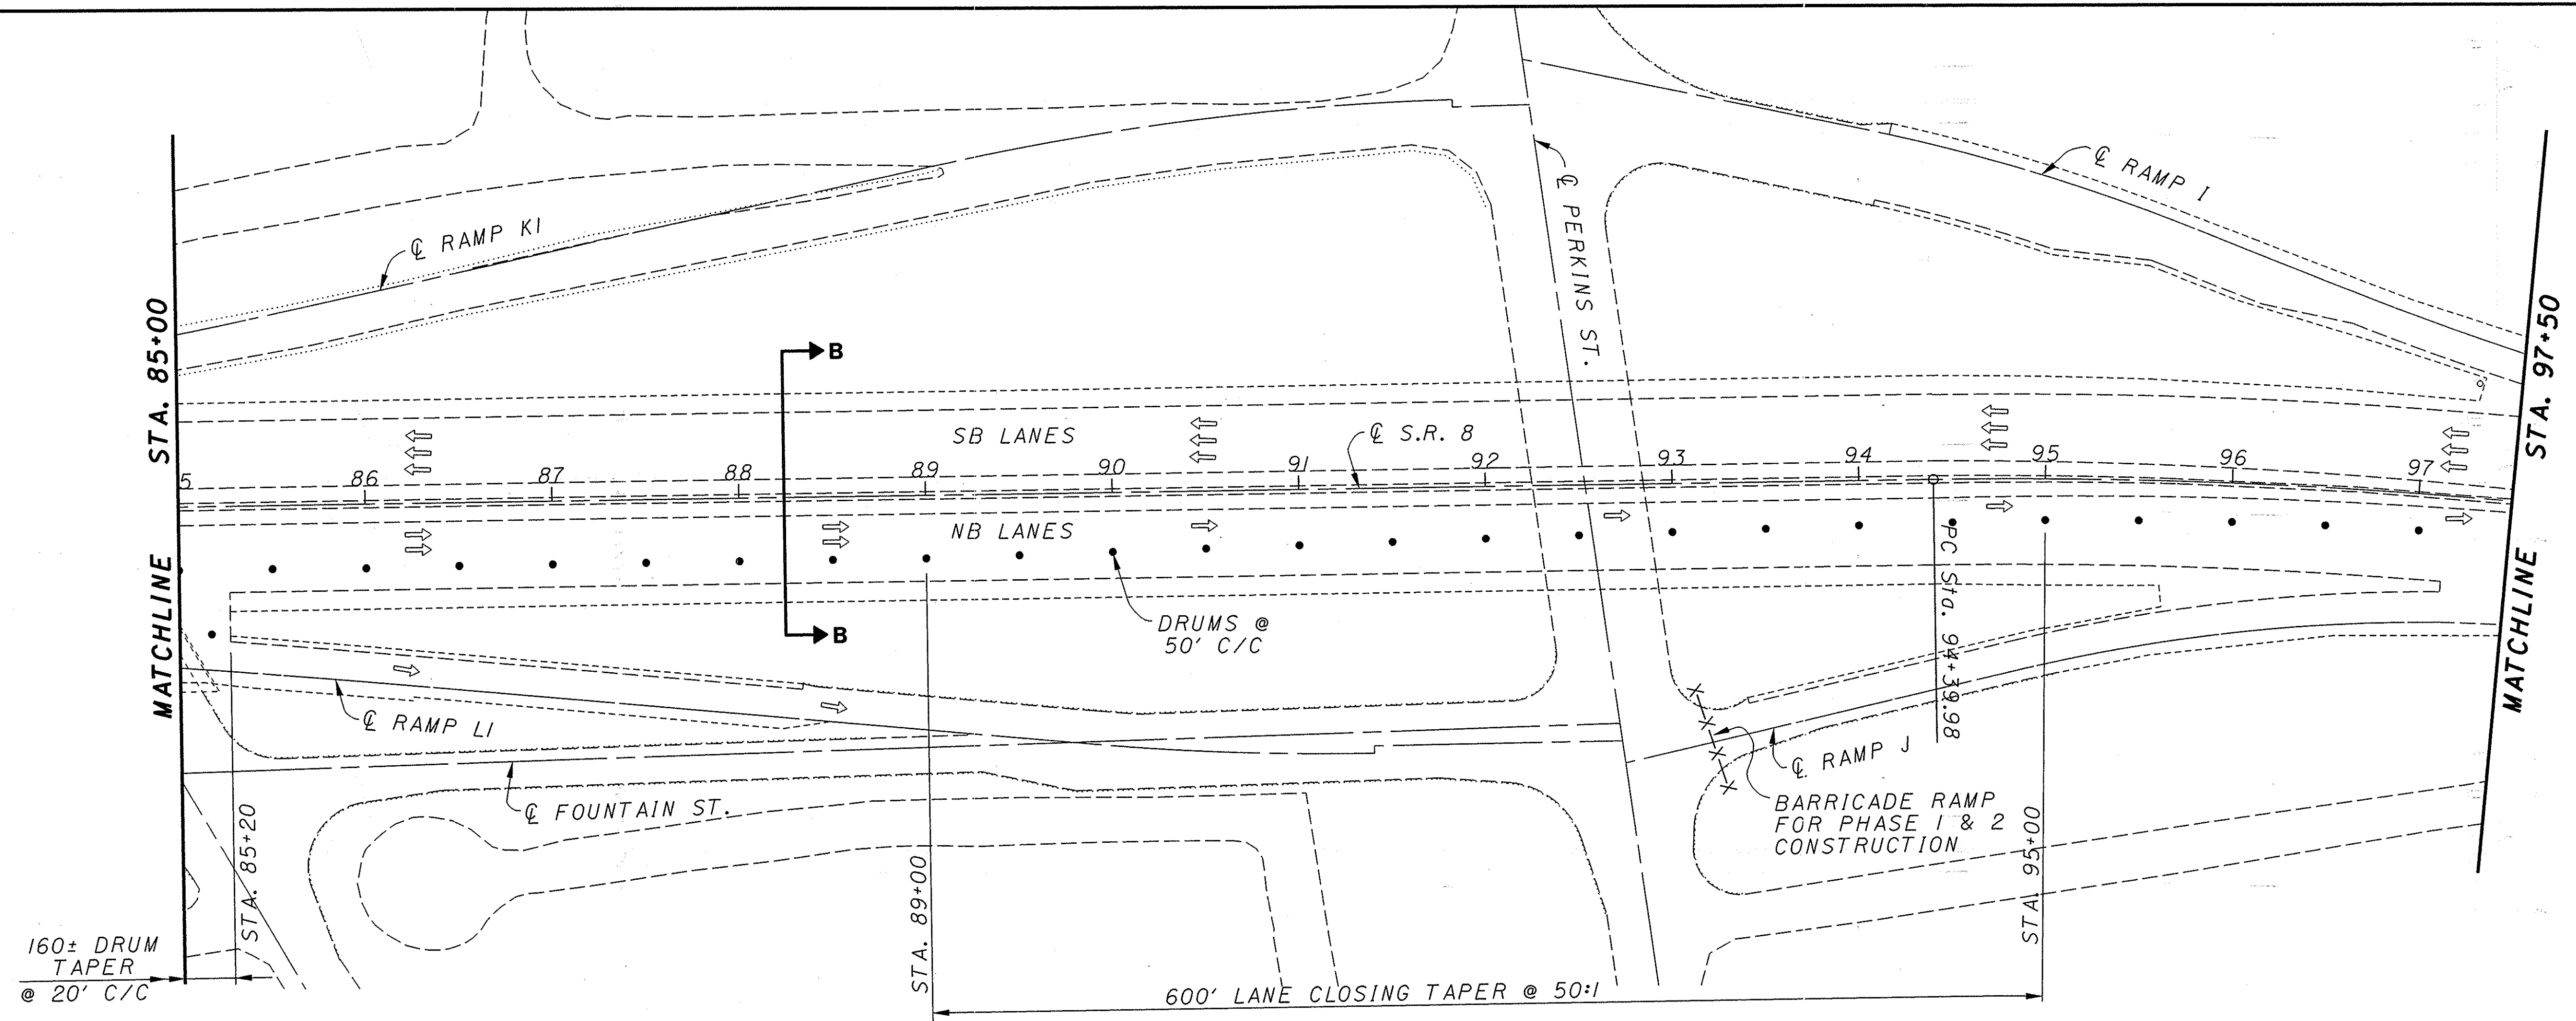 MATCHLINE STA. 85+00
℄ RAMP K1
B
B
℄ PERKINS ST.
℄ RAMP I
MATCHLINE STA. 97+50
SB LANES
℄ S.R. 8
5 86 87 88 89 90 91 92 93 94 95 96 97
NB LANES
DRUMS @
50' C/C
PC Sta. 94+39.98
℄ RAMP L1
℄ FOUNTAIN ST.
℄ RAMP J
BARRICADE RAMP
FOR PHASE 1 & 2
CONSTRUCTION
STA. 85+20
STA. 89+00
STA. 95+00
160± DRUM
TAPER
@ 20' C/C
600' LANE CLOSING TAPER @ 50:1